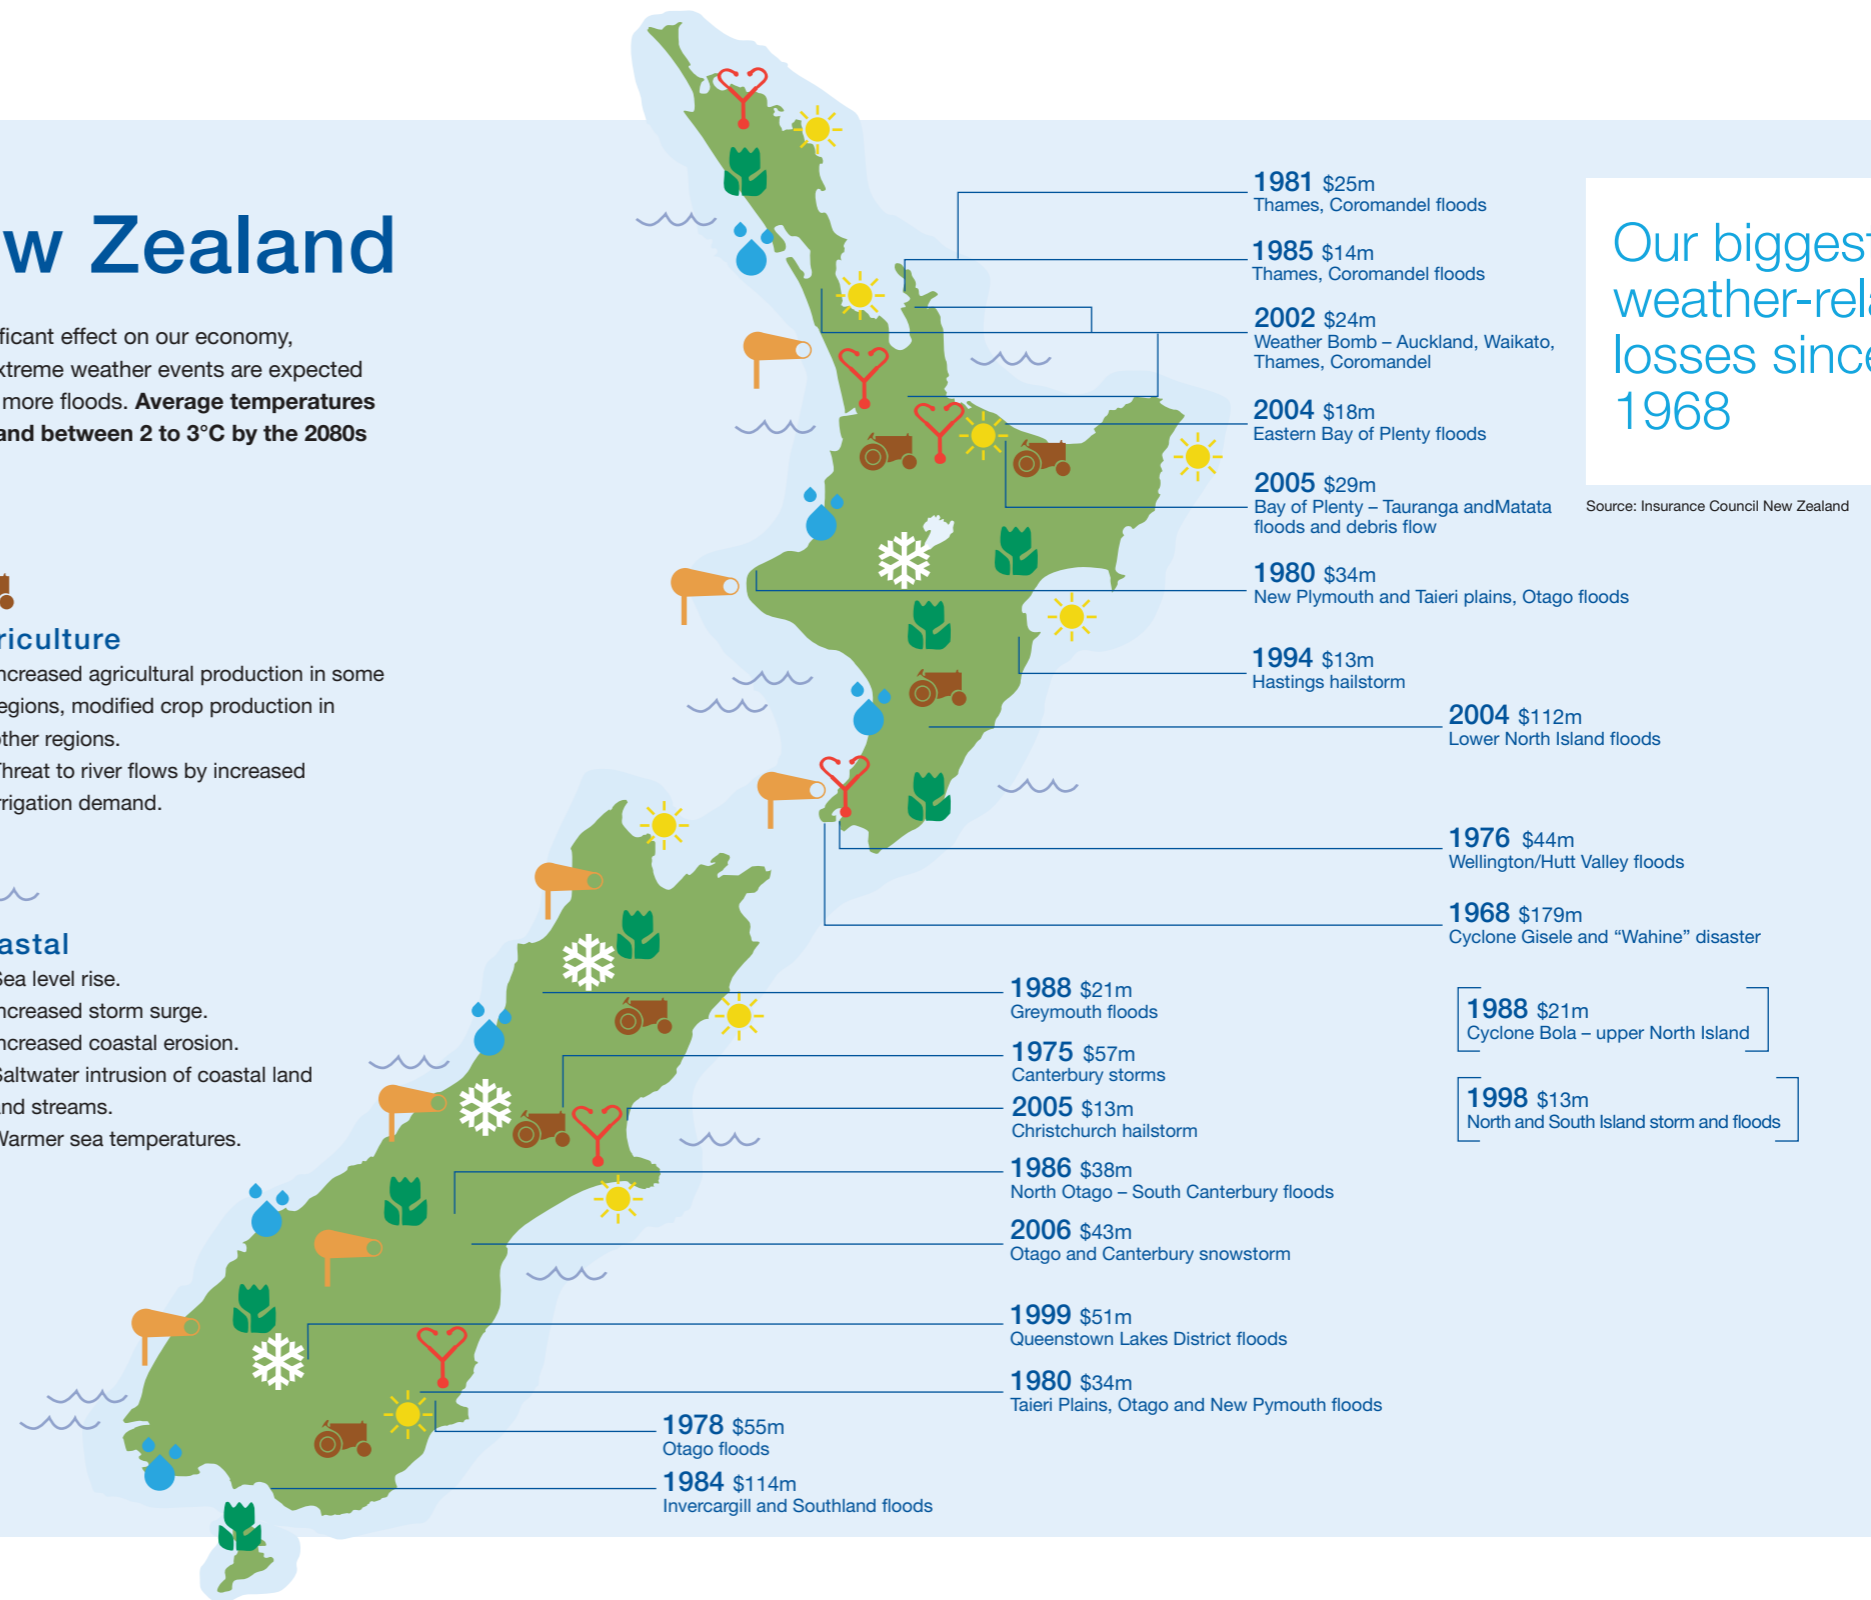 w Zealand
ficant effect on our economy,
xtreme weather events are expected
more floods. Average temperatures
and between 2 to 3°C by the 2080s
riculture
ncreased agricultural production in some
egions, modified crop production in
ther regions.
Threat to river flows by increased
rrigation demand.
astal
Sea level rise.
ncreased storm surge.
ncreased coastal erosion.
Saltwater intrusion of coastal land
nd streams.
Warmer sea temperatures.
1981 $25m
Thames, Coromandel floods
1985 $14m
Thames, Coromandel floods
2002 $24m
Weather Bomb – Auckland, Waikato,
Thames, Coromandel
2004 $18m
Eastern Bay of Plenty floods
2005 $29m
Bay of Plenty – Tauranga andMatata
floods and debris flow
1980 $34m
New Plymouth and Taieri plains, Otago floods
1994 $13m
Hastings hailstorm
2004 $112m
Lower North Island floods
1976 $44m
Wellington/Hutt Valley floods
1968 $179m
Cyclone Gisele and “Wahine” disaster
1988 $21m
Greymouth floods
1975 $57m
Canterbury storms
2005 $13m
Christchurch hailstorm
1986 $38m
North Otago – South Canterbury floods
2006 $43m
Otago and Canterbury snowstorm
1999 $51m
Queenstown Lakes District floods
1980 $34m
Taieri Plains, Otago and New Pymouth floods
1978 $55m
Otago floods
1984 $114m
Invercargill and Southland floods
1988 $21m
Cyclone Bola – upper North Island
1998 $13m
North and South Island storm and floods
Our biggest
weather-rela
losses since
1968
Source: Insurance Council New Zealand